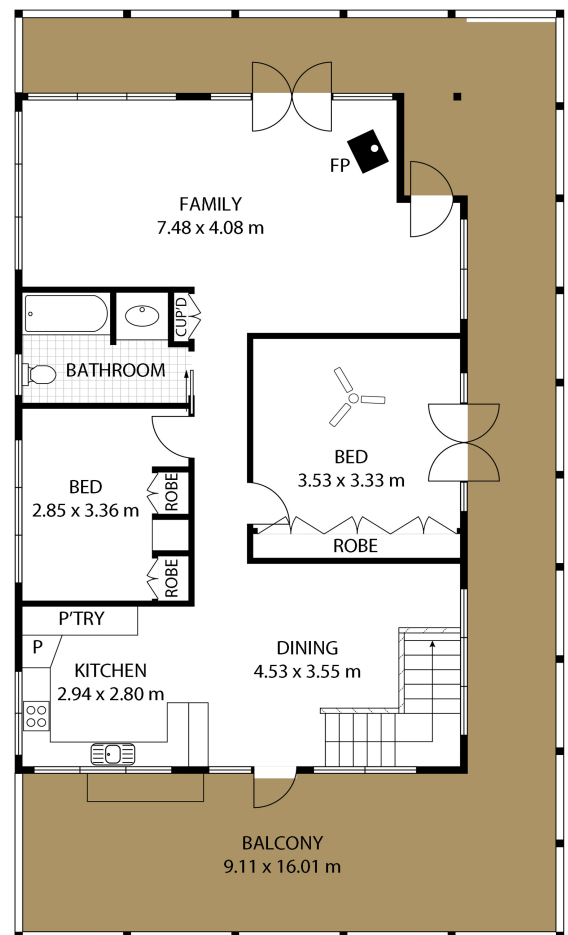 FP
FAMILY
7.48 x 4.08 m
CUP'D
BATHROOM
BED
3.53 x 3.33 m
BED
2.85 x 3.36 m
ROBE
ROBE
ROBE
P'TRY
P
KITCHEN
2.94 x 2.80 m
DINING
4.53 x 3.55 m
BALCONY
9.11 x 16.01 m